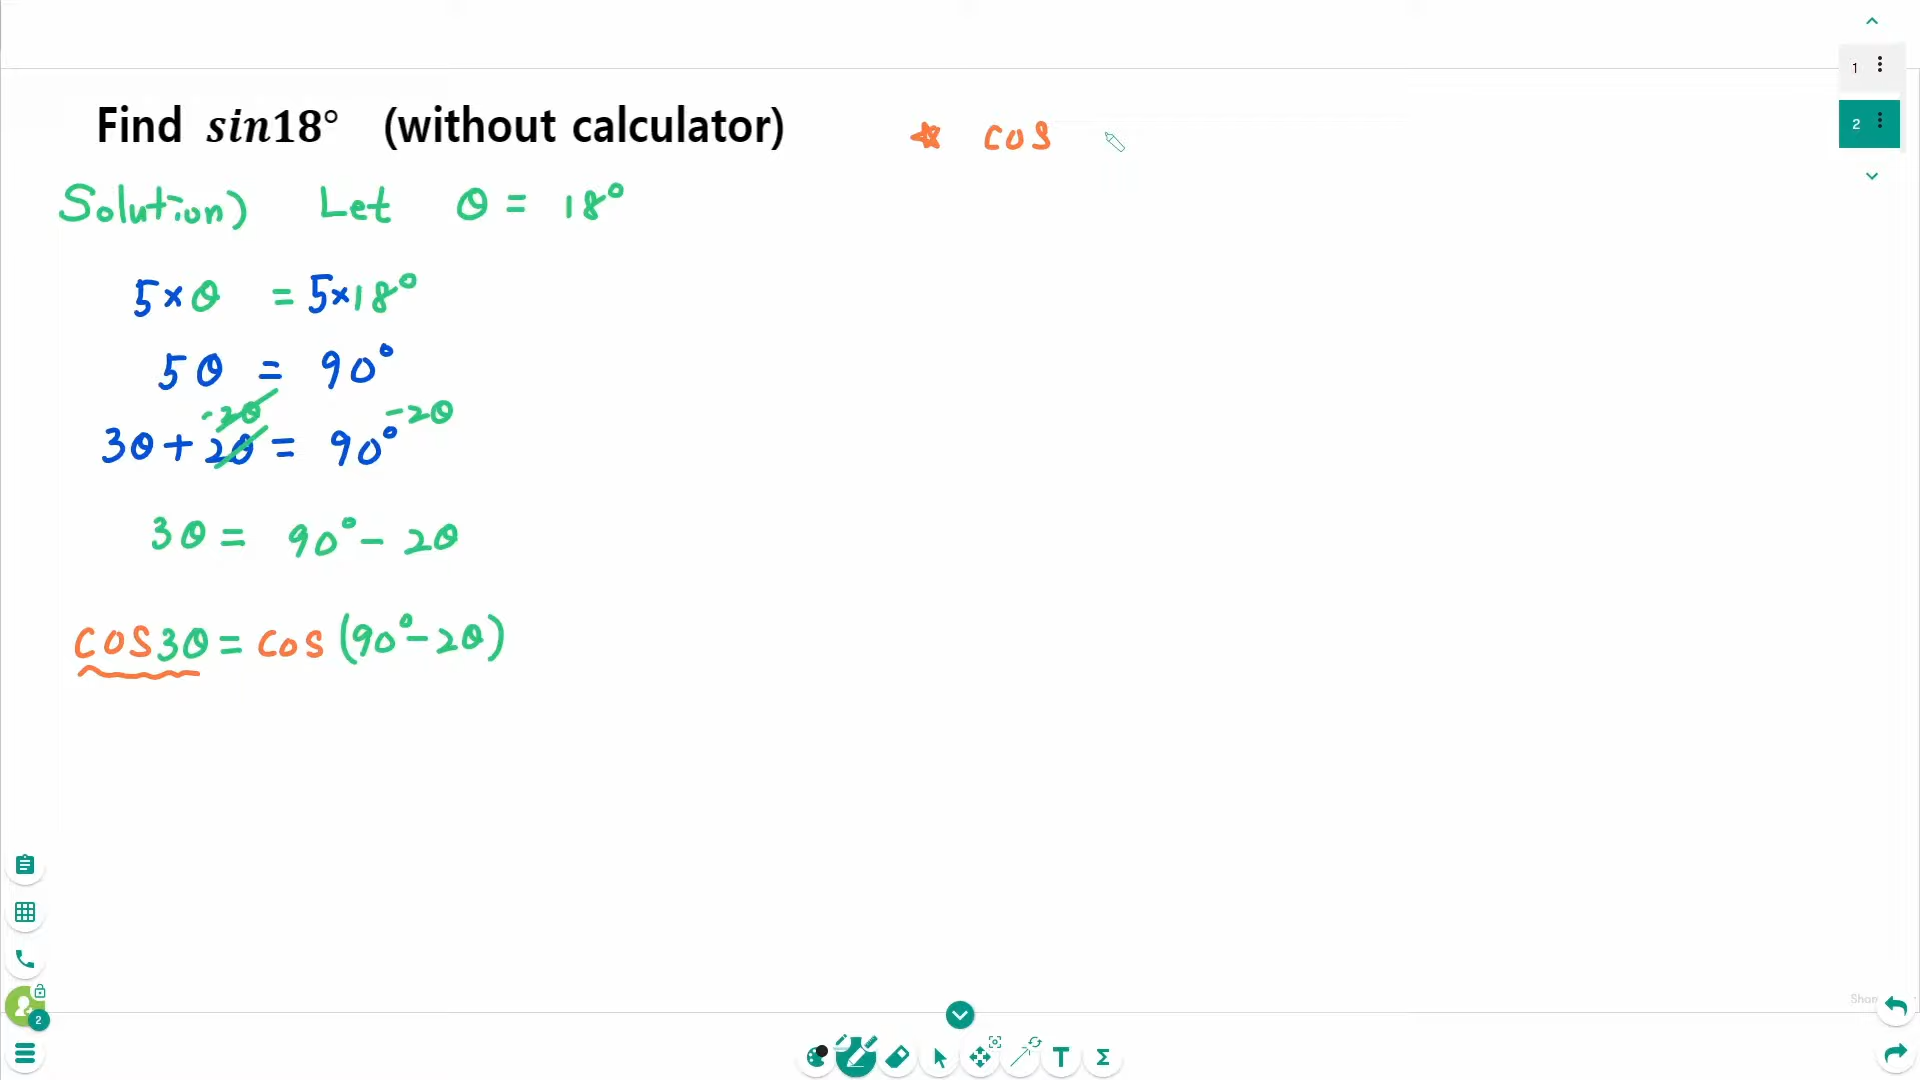 Find sin18° (without calculator)
☆ cos
Solution) Let θ = 18°
5×θ = 5×18°
5θ = 90°
-2θ -2θ
3θ + 2θ = 90°
3θ = 90° - 2θ
cos3θ = cos (90° - 2θ)
1
2
2
T
Σ